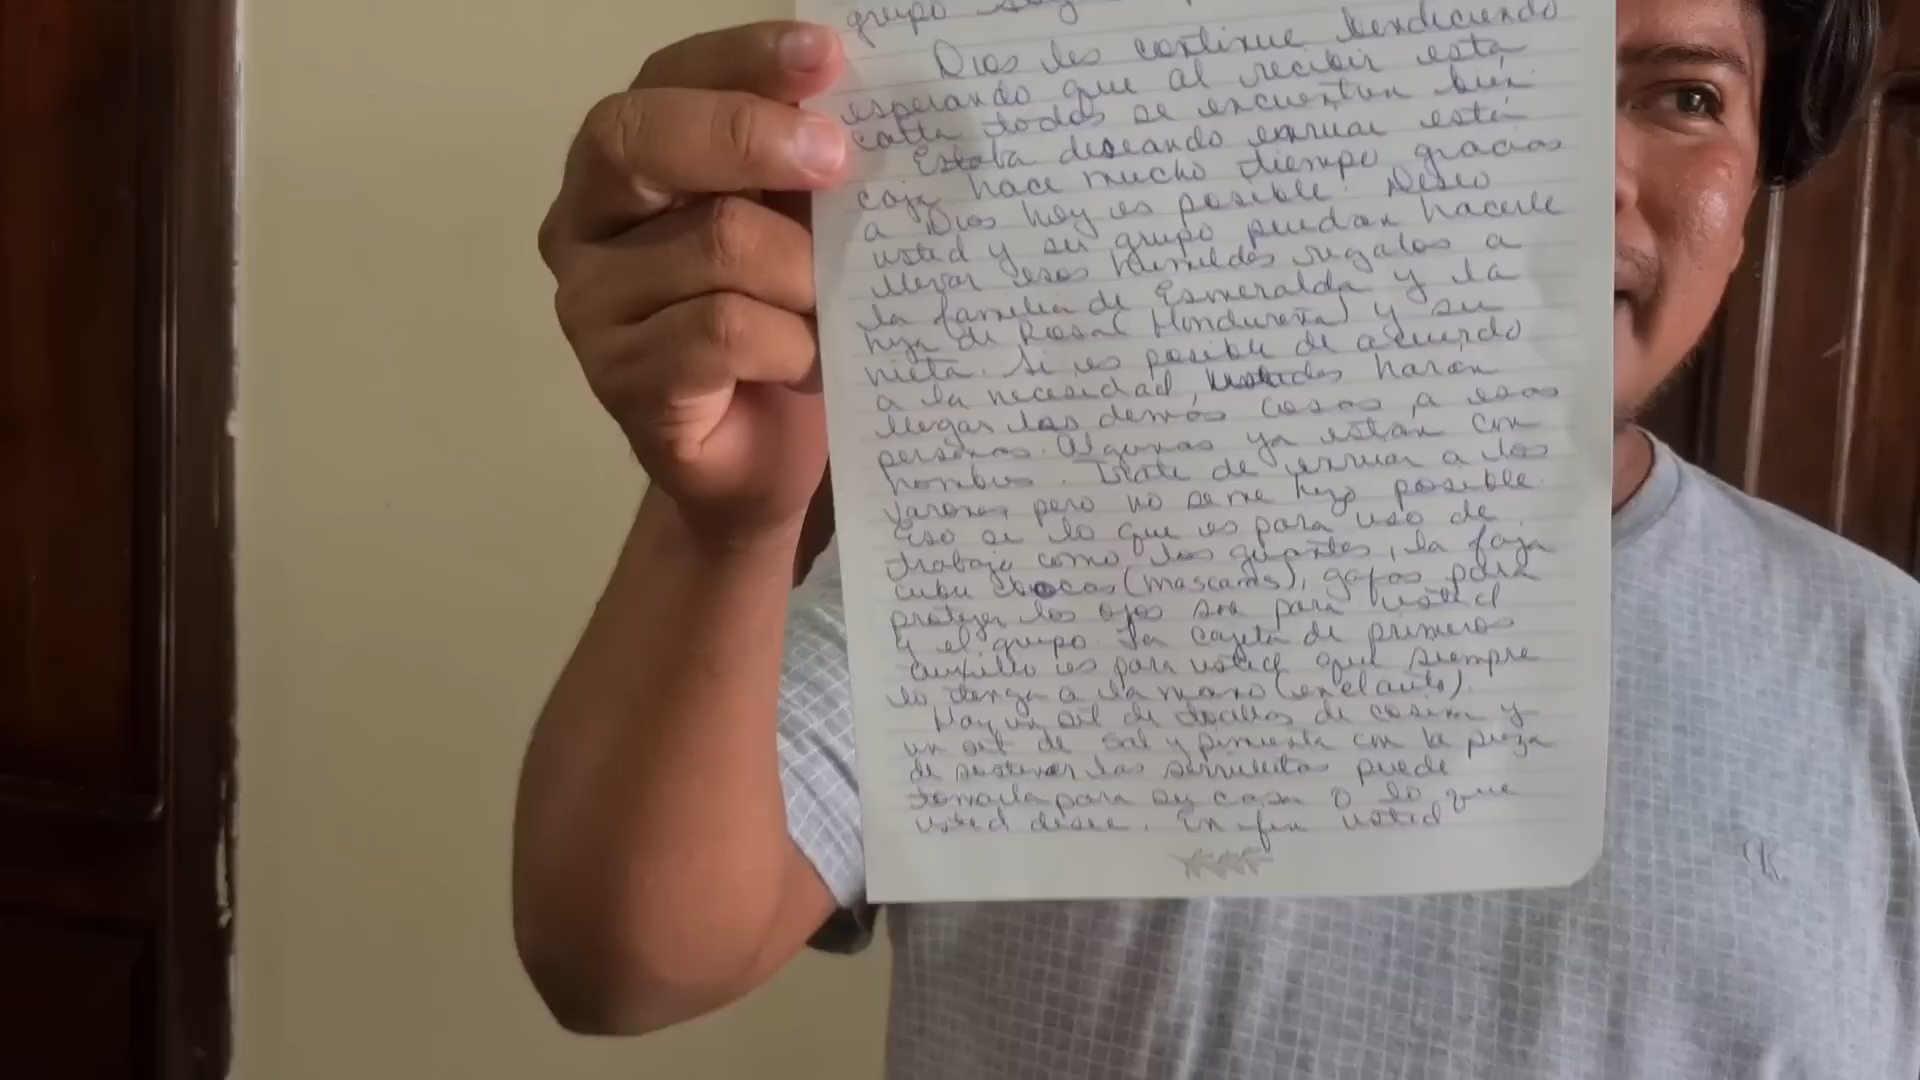 grupo
Dios les continue bendiciendo
esperando que al recibir esta
carta todos se encuentren bien.
Estaba deseando enviar esta
caja hace mucho tiempo gracias
a Dios hoy es posible. Deseo
usted y su grupo puedan hacerle
llegar esos humildes regalos a
la familia de Esmeralda y la
hija de Rosa (Hondureña) y su
nieta. Si es posible de acuerdo
a la necesidad, ustedes harán
llegar las demás cosas a esas
personas. Algunas ya están con
nombres. Trate de enviar a los
varones pero no se me hizo posible.
Eso si lo que es para uso de
trabajo como los guantes, la faja
cubre bocas (mascaras), gafas para
proteger los ojos son para usted
y el grupo. La cajeta de primeros
auxilio es para usted que siempre
lo tenga a la mano (en el auto).
Hay un set de toallas de cosina y
un set de sal y pimienta con la pieza
de sostener las servilletas puede
tomarla para su casa o lo que
usted desee. En fin usted